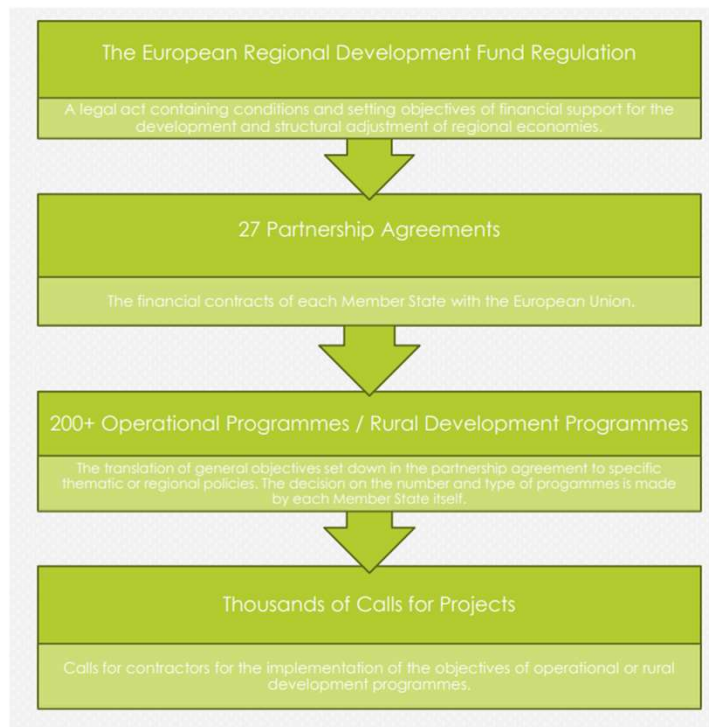 The European Regional Development Fund Regulation
A legal act containing conditions and setting objectives of financial support for the
development and structural adjustment of regional economies.
27 Partnership Agreements
The financial contracts of each Member State with the European Union.
200+ Operational Programmes / Rural Development Programmes
The translation of general objectives set down in the partnership agreement to specific
thematic or regional policies. The decision on the number and type of progammes is made
by each Member State itself.
Thousands of Calls for Projects
Calls for contractors for the implementation of the objectives of operational or rural
development programmes.